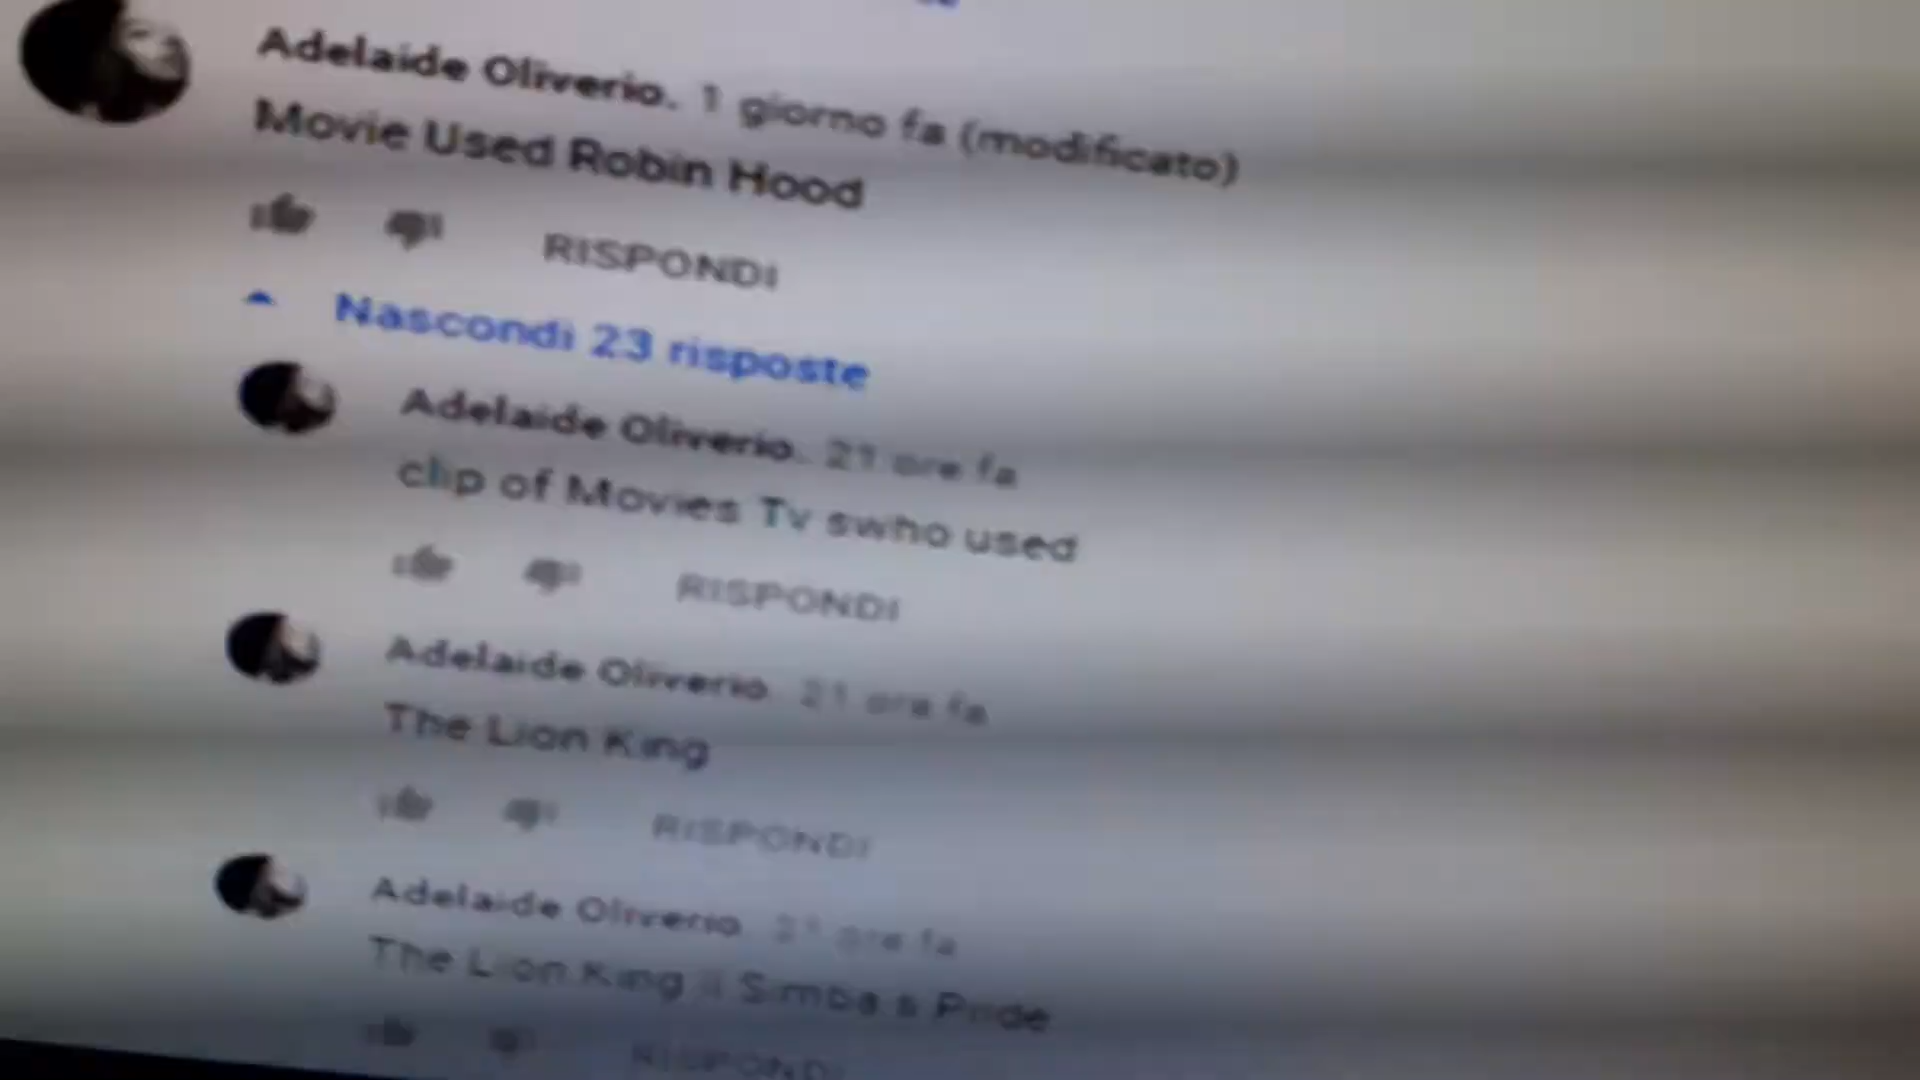 Adelaide Oliverio. 1 giorno fa (modificato)
Movie Used Robin Hood
RISPONDI
Nascondi 23 risposte
Adelaide Oliverio. 21 ore fa
clip of Movies Tv swho used
RISPONDI
Adelaide Oliverio 21 ore fa
The Lion King
RISPONDI
Adelaide Oliverio 21 ore fa
The Lion King ii Simba s Pride
RISPONDI